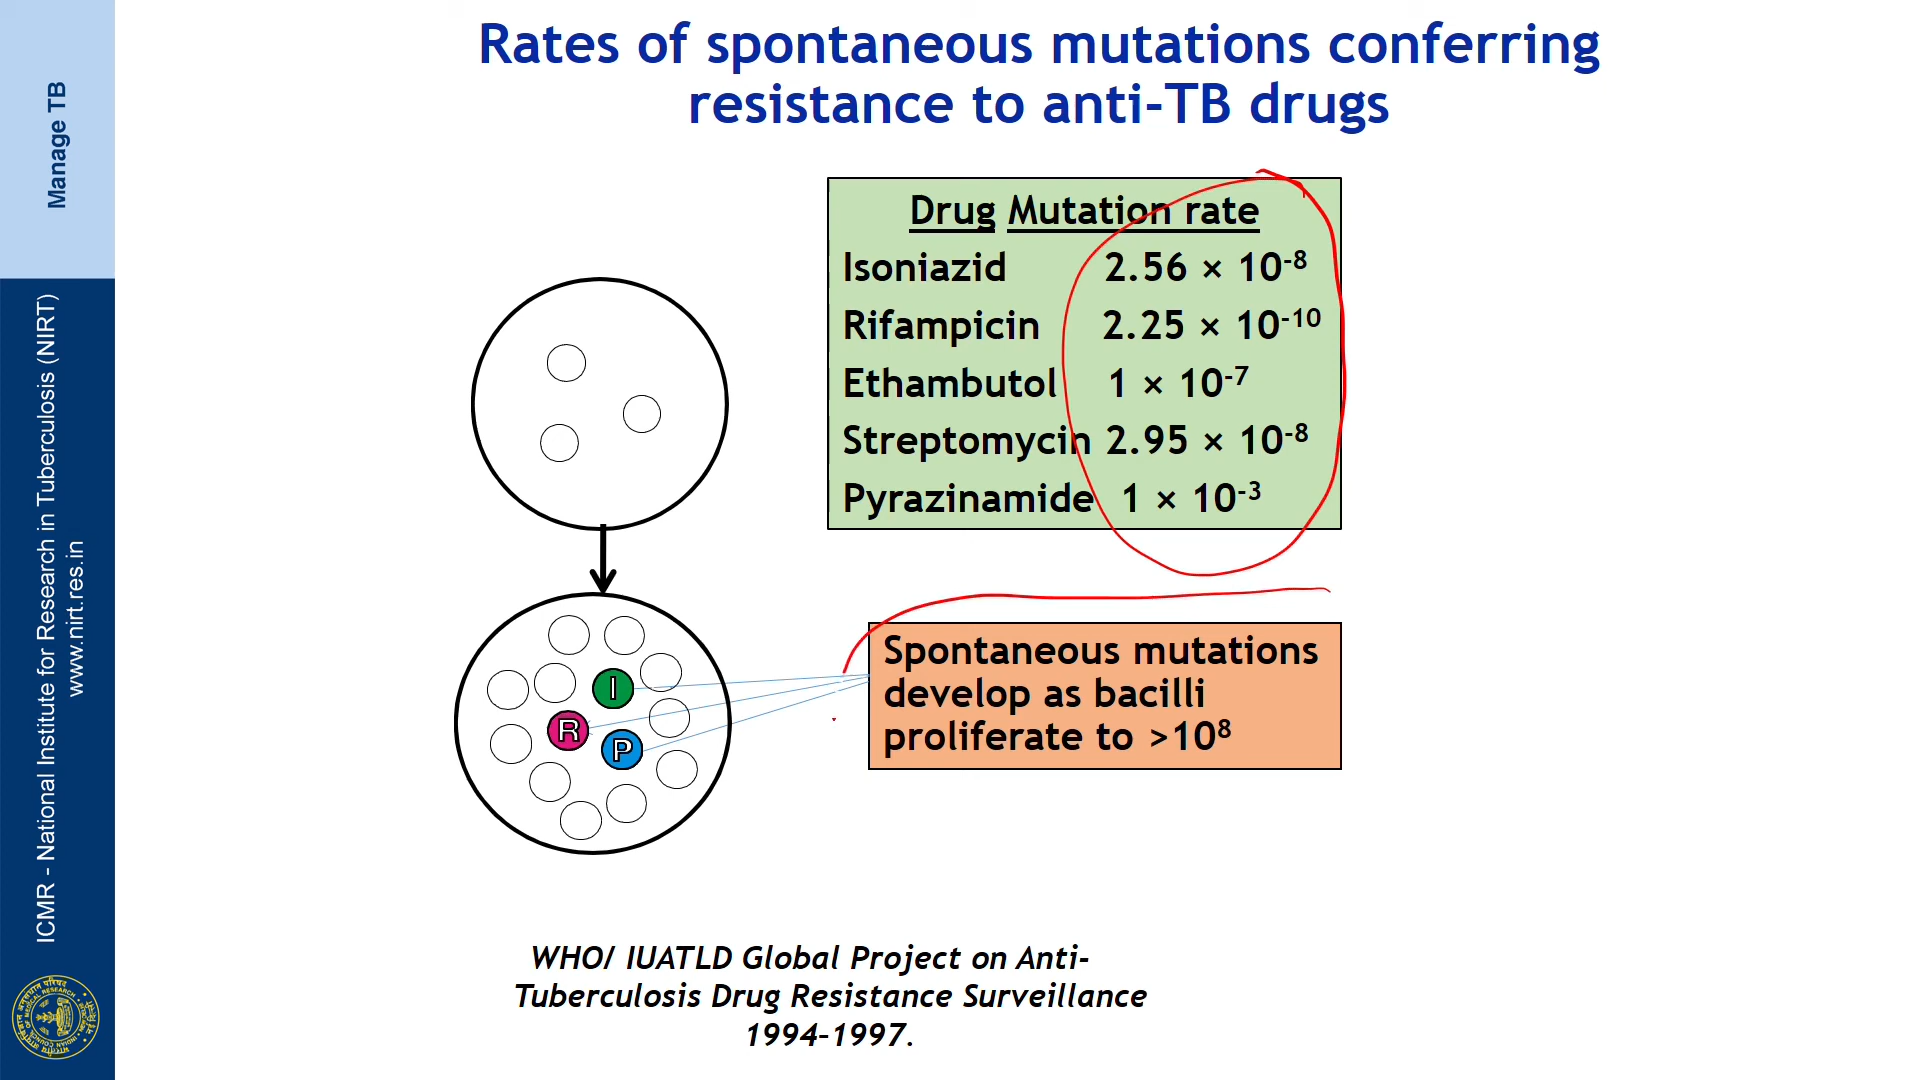 Rates of spontaneous mutations conferring
resistance to anti-TB drugs
Manage TB
ICMR - National Institute for Research in Tuberculosis (NIRT)
www.nirt.res.in
Drug Mutation rate
Isoniazid 2.56 × 10⁻⁸
Rifampicin 2.25 × 10⁻¹⁰
Ethambutol 1 × 10⁻⁷
Streptomycin 2.95 × 10⁻⁸
Pyrazinamide 1 × 10⁻³
I
R
P
Spontaneous mutations
develop as bacilli
proliferate to >10⁸
WHO/ IUATLD Global Project on Anti-
Tuberculosis Drug Resistance Surveillance
1994–1997.